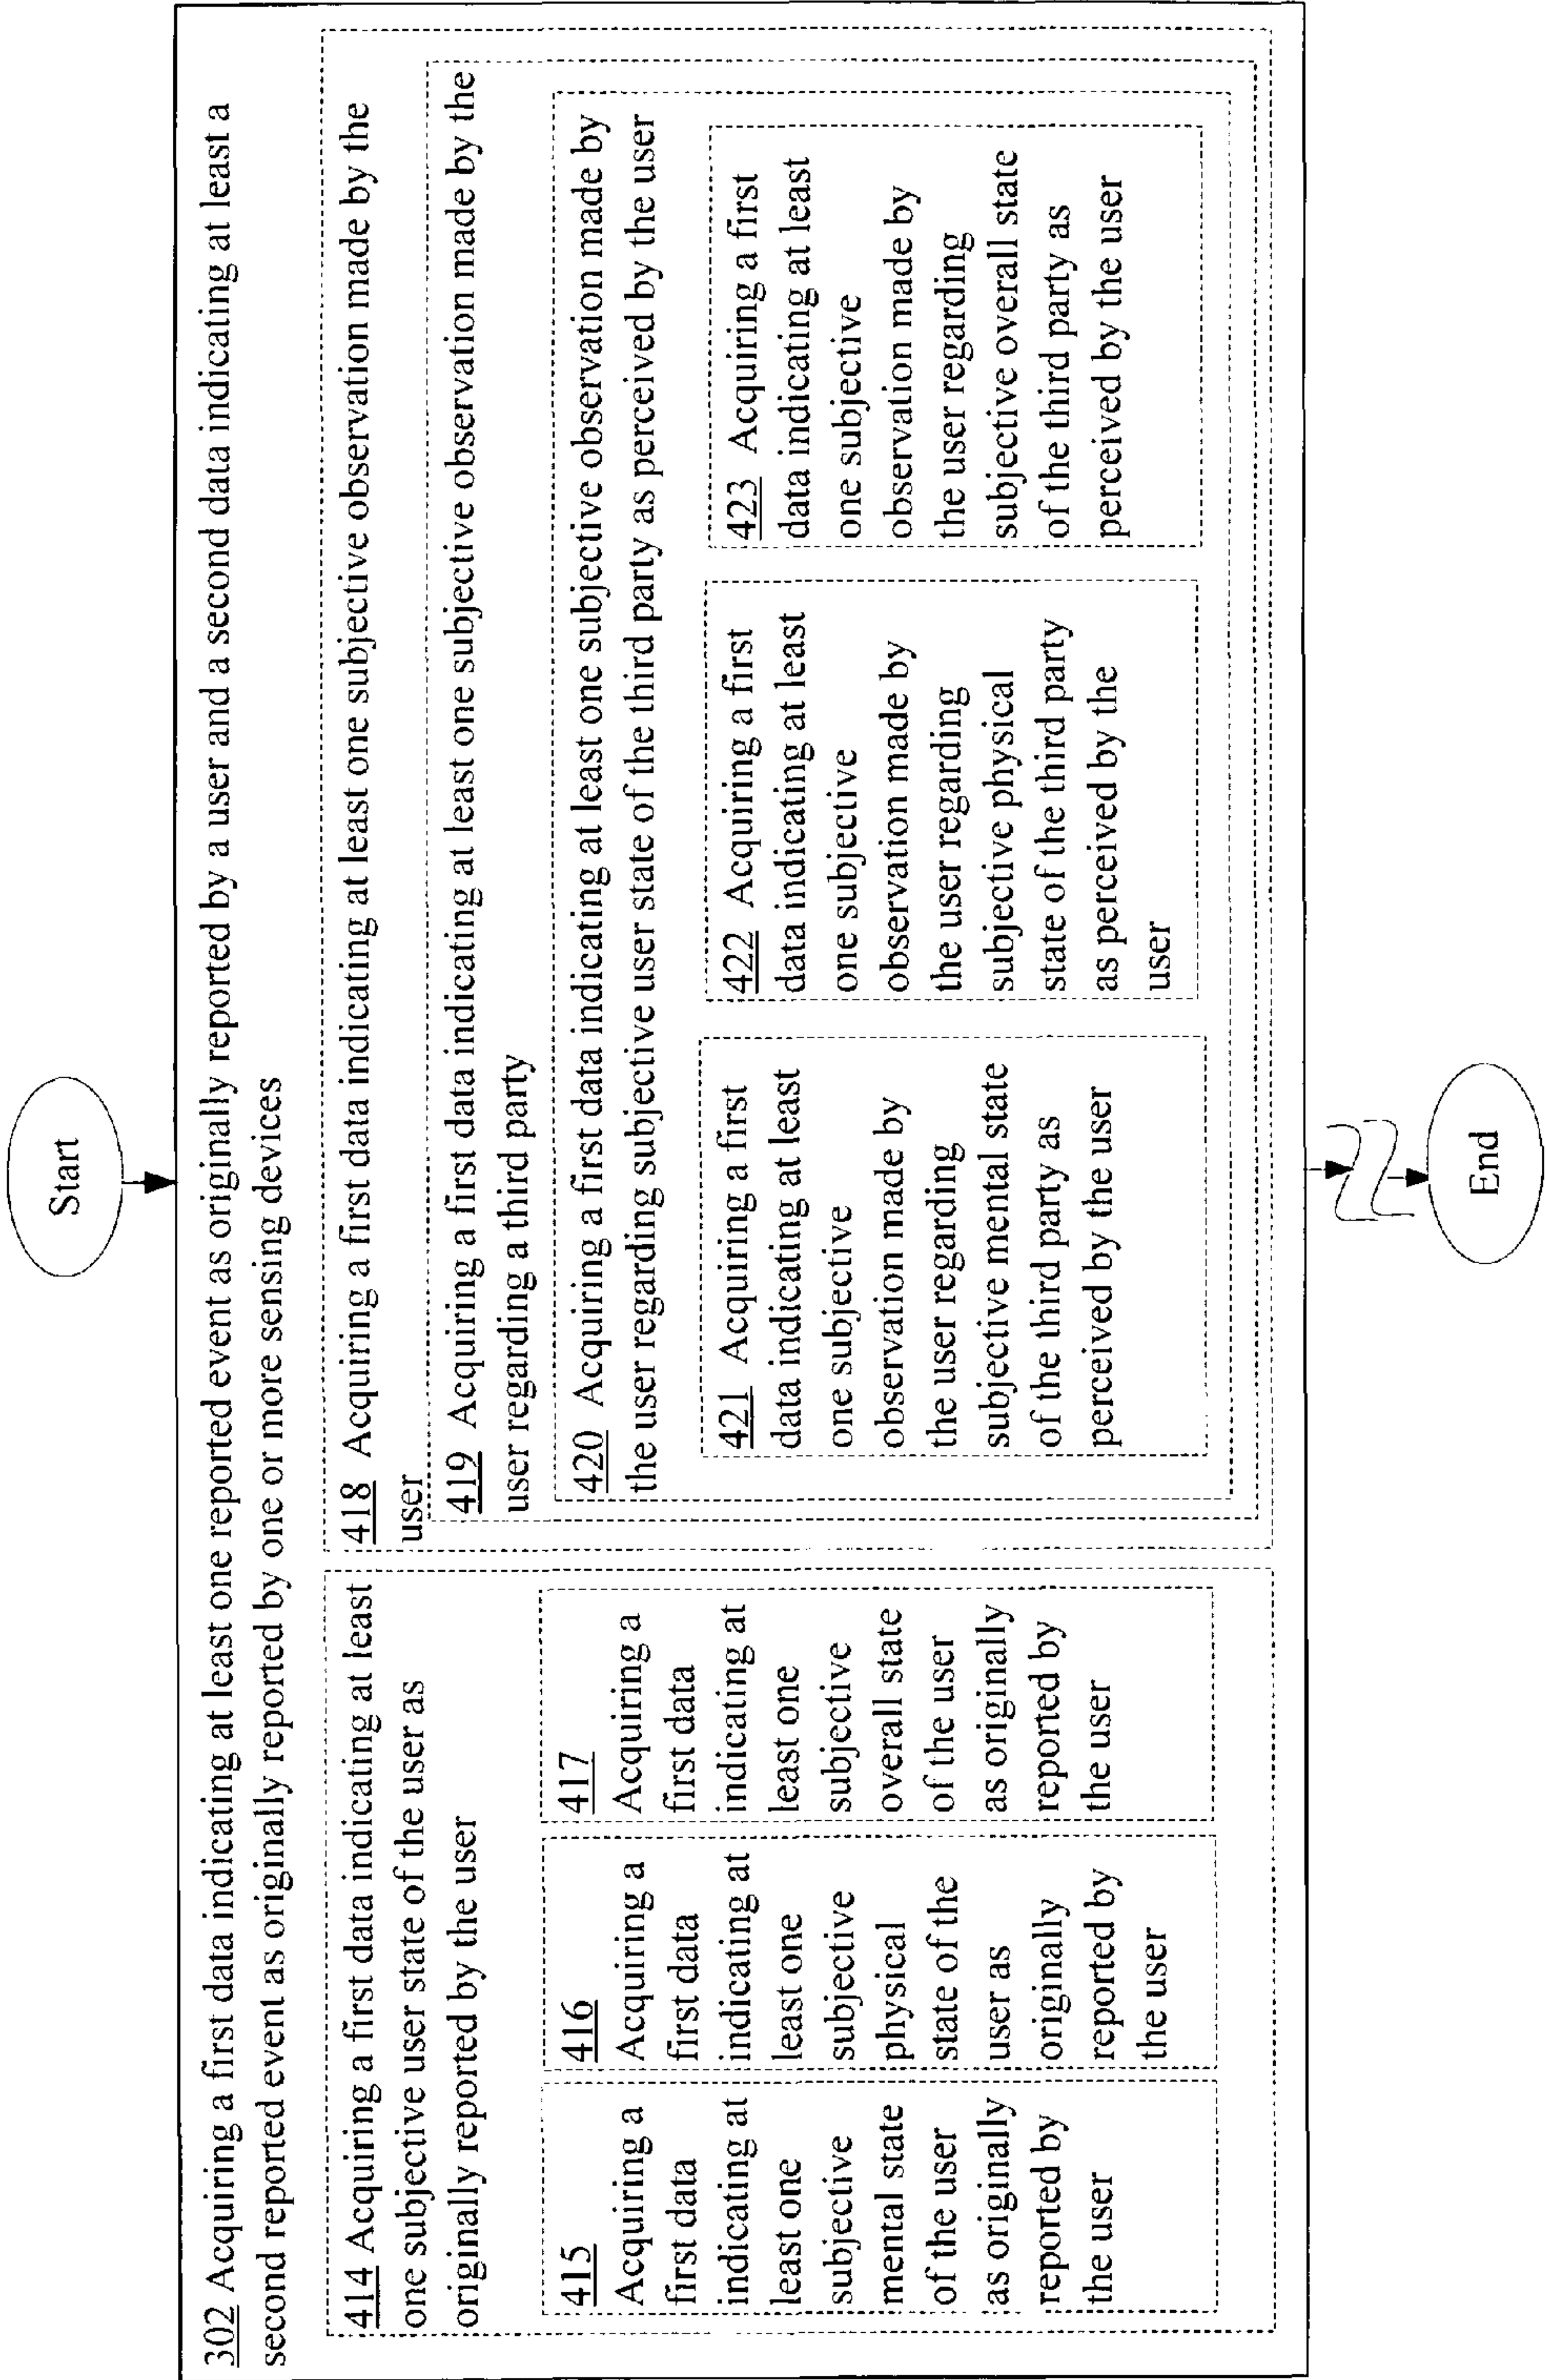 Start
302 Acquiring a first data indicating at least one reported event as originally reported by a user and a second data indicating at least a
second reported event as originally reported by one or more sensing devices
414 Acquiring a first data indicating at least
one subjective user state of the user as
originally reported by the user
415
Acquiring a
first data
indicating at
least one
subjective
mental state
of the user
as originally
reported by
the user
416
Acquiring a
first data
indicating at
least one
subjective
physical
state of the
user as
originally
reported by
the user
417
Acquiring a
first data
indicating at
least one
subjective
overall state
of the user
as originally
reported by
the user
418 Acquiring a first data indicating at least one subjective observation made by the
user
419 Acquiring a first data indicating at least one subjective observation made by the
user regarding a third party
420 Acquiring a first data indicating at least one subjective observation made by
the user regarding subjective user state of the third party as perceived by the user
421 Acquiring a first
data indicating at least
one subjective
observation made by
the user regarding
subjective mental state
of the third party as
perceived by the user
422 Acquiring a first
data indicating at least
one subjective
observation made by
the user regarding
subjective physical
state of the third party
as perceived by the
user
423 Acquiring a first
data indicating at least
one subjective
observation made by
the user regarding
subjective overall state
of the third party as
perceived by the user
End